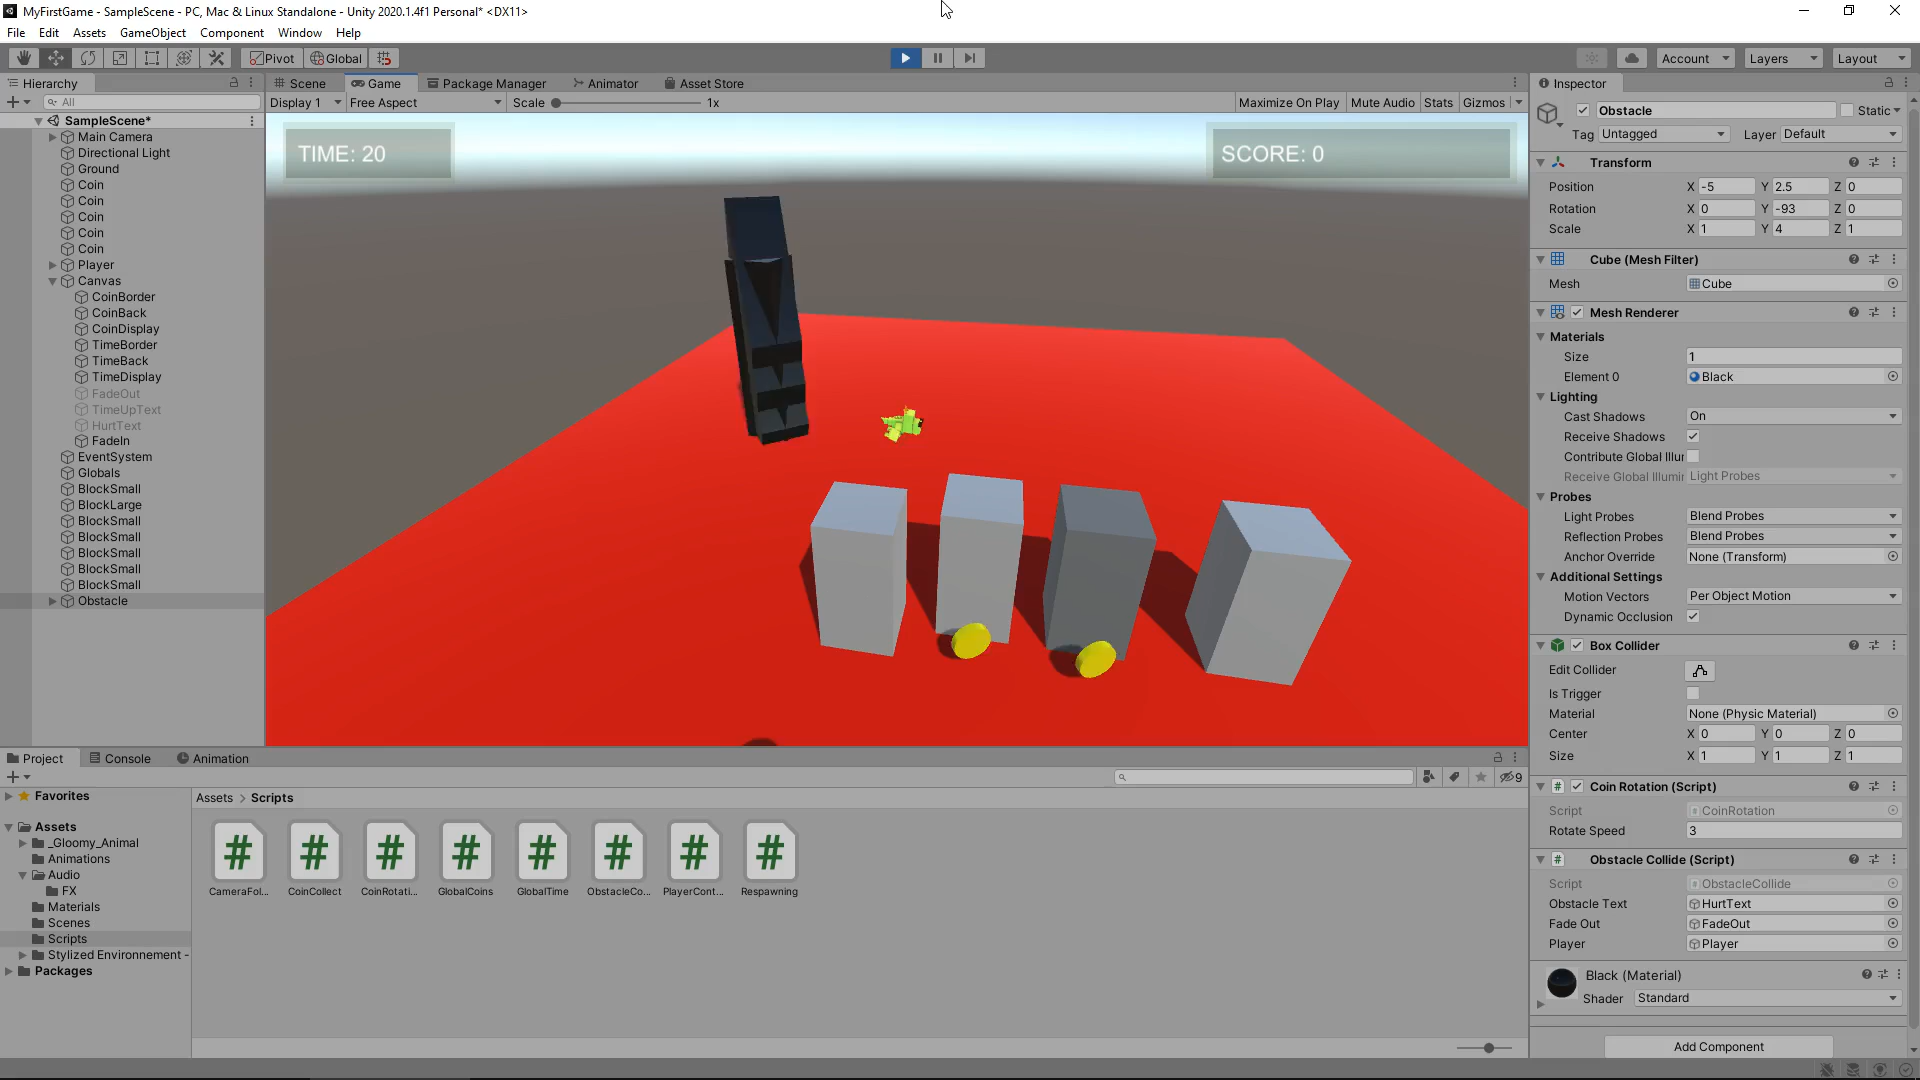 MyFirstGame - SampleScene - PC, Mac & Linux Standalone - Unity 2020.1.4f1 Personal* <DX11>
File Edit Assets GameObject Component Window Help
Pivot Global Account Layers Layout
Hierarchy
All
SampleScene*
Main Camera
Directional Light
Ground
Coin
Coin
Coin
Coin
Coin
Player
Canvas
CoinBorder
CoinBack
CoinDisplay
TimeBorder
TimeBack
TimeDisplay
FadeOut
TimeUpText
HurtText
FadeIn
EventSystem
Globals
BlockSmall
BlockLarge
BlockSmall
BlockSmall
BlockSmall
BlockSmall
BlockSmall
Obstacle
Scene Game Package Manager Animator Asset Store
Display 1 Free Aspect Scale 1x Maximize On Play Mute Audio Stats Gizmos
TIME: 20 SCORE: 0
Inspector
Obstacle Static
Tag Untagged Layer Default
Transform
Position X -5 Y 2.5 Z 0
Rotation X 0 Y -93 Z 0
Scale X 1 Y 4 Z 1
Cube (Mesh Filter)
Mesh Cube
Mesh Renderer
Materials
Size 1
Element 0 Black
Lighting
Cast Shadows On
Receive Shadows
Contribute Global Illur
Receive Global Illumir Light Probes
Probes
Light Probes Blend Probes
Reflection Probes Blend Probes
Anchor Override None (Transform)
Additional Settings
Motion Vectors Per Object Motion
Dynamic Occlusion
Box Collider
Edit Collider
Is Trigger
Material None (Physic Material)
Center X 0 Y 0 Z 0
Size X 1 Y 1 Z 1
Coin Rotation (Script)
Script CoinRotation
Rotate Speed 3
Obstacle Collide (Script)
Script ObstacleCollide
Obstacle Text HurtText
Fade Out FadeOut
Player Player
Black (Material)
Shader Standard
Add Component
Project Console Animation
9
Favorites
Assets
_Gloomy_Animal
Animations
Audio
FX
Materials
Scenes
Scripts
Stylized Environnement -
Packages
Assets > Scripts
CameraFol... CoinCollect CoinRotati... GlobalCoins GlobalTime ObstacleCo... PlayerCont... Respawning